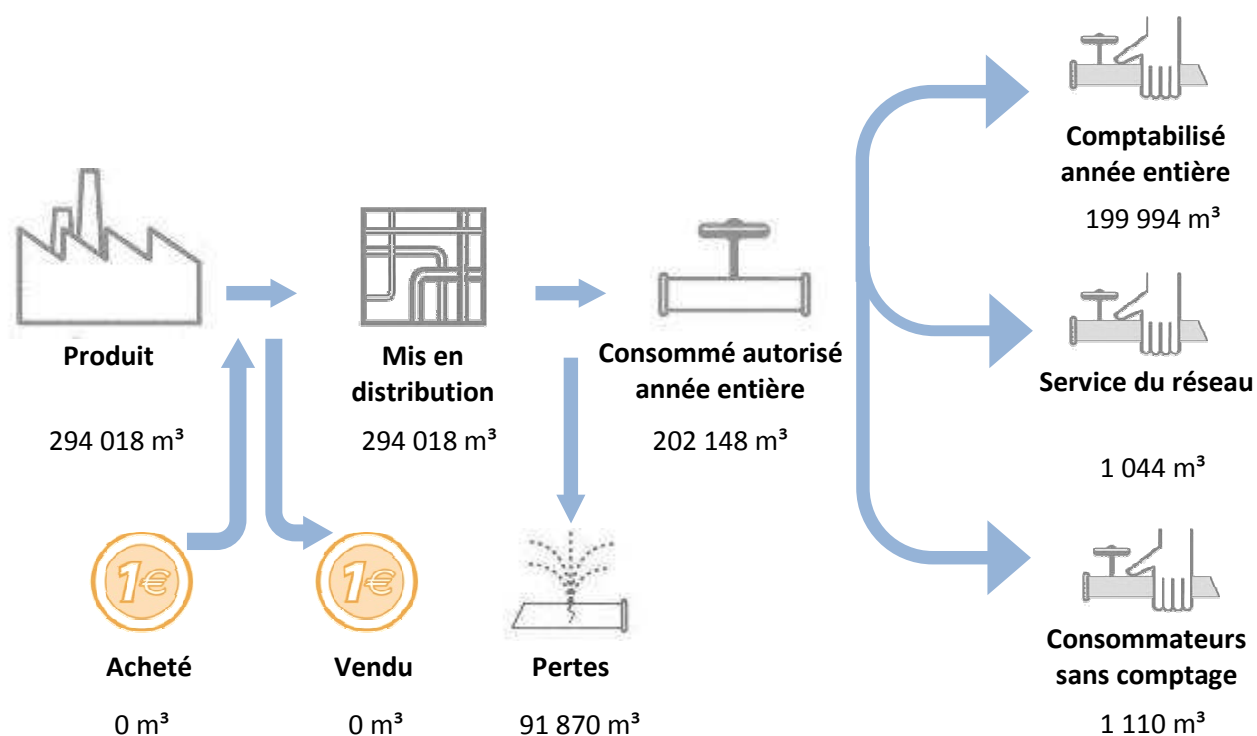 Comptabilisé
année entière
199 994 m³
Produit
294 018 m³
Mis en
distribution
294 018 m³
Consommé autorisé
année entière
202 148 m³
Service du réseau
1 044 m³
1€
Acheté
0 m³
1€
Vendu
0 m³
Pertes
91 870 m³
Consommateurs
sans comptage
1 110 m³